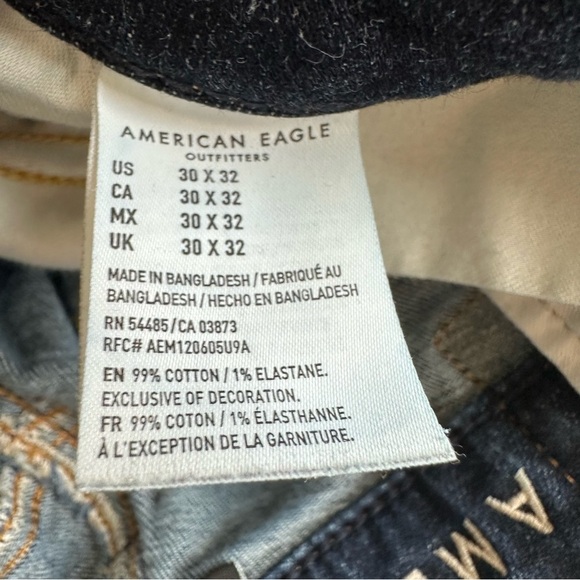 AMERICAN EAGLE
OUTFITTERS
US 30 X 32
CA 30 X 32
MX 30 X 32
UK 30 X 32
MADE IN BANGLADESH / FABRIQUÉ AU
BANGLADESH / HECHO EN BANGLADESH
RN 54485 / CA 03873
RFC# AEM120605U9A
EN 99% COTTON / 1% ELASTANE.
EXCLUSIVE OF DECORATION.
FR 99% COTON / 1% ÉLASTHANNE.
À L'EXCEPTION DE LA GARNITURE.
AM